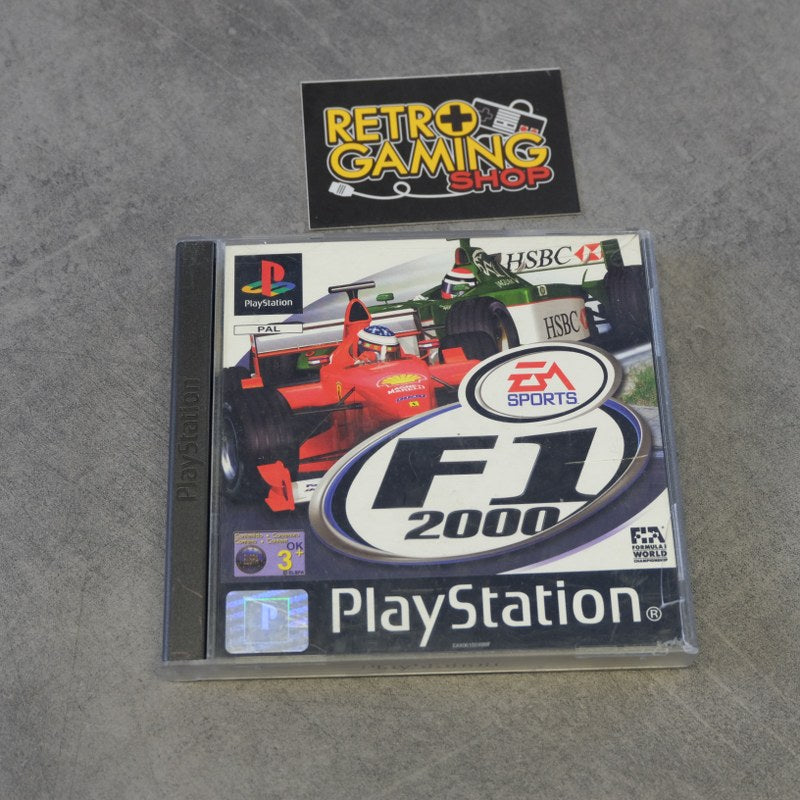 RETRO
GAMING
SHOP
PlayStation
PAL
HSBC
HSBC
EA
SPORTS
F1
2000
OK
3+
FIA
FORMULA 1
WORLD
CHAMPIONSHIP
PlayStation®
PlayStation